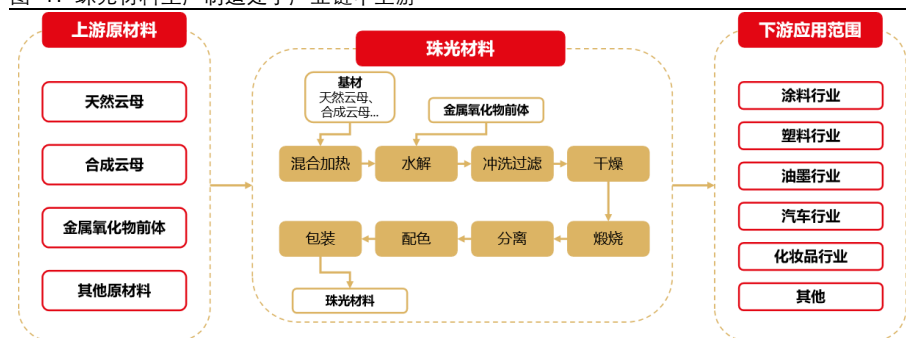 上游原材料
天然云母
合成云母
金属氧化物前体
其他原材料
珠光材料
基材
天然云母、
合成云母...
金属氧化物前体
混合加热
水解
冲洗过滤
干燥
包装
配色
分离
煅烧
珠光材料
下游应用范围
涂料行业
塑料行业
油墨行业
汽车行业
化妆品行业
其他